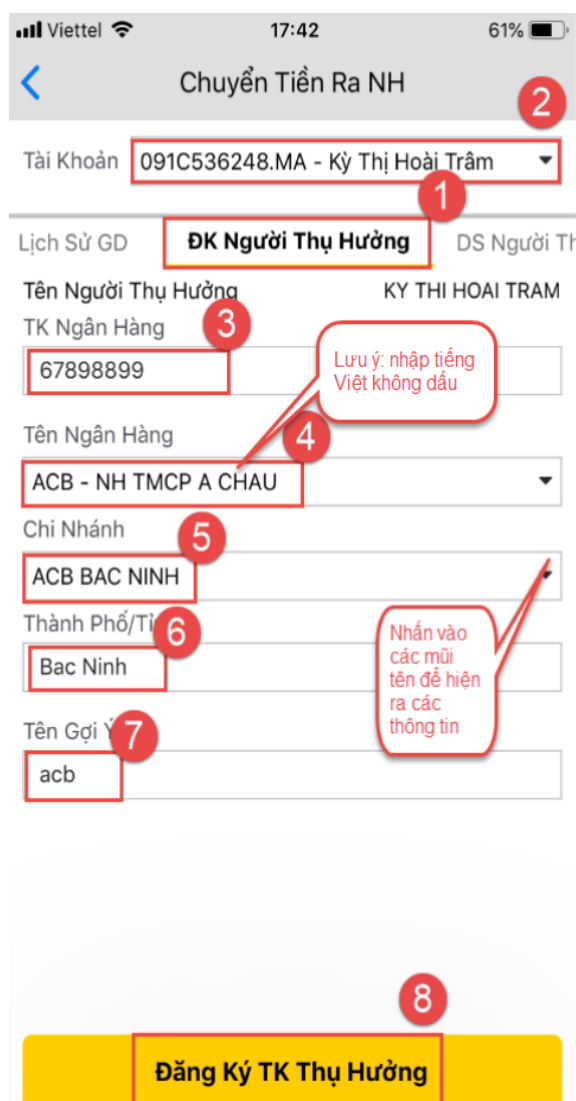 Viettel 17:42 61%
Chuyển Tiền Ra NH
2
Tài Khoản 091C536248.MA - Kỳ Thị Hoài Trâm
1
Lịch Sử GD ĐK Người Thụ Hưởng DS Người Th
Tên Người Thụ Hưởng KY THI HOAI TRAM
TK Ngân Hàng
3
67898899
Lưu ý: nhập tiếng
Việt không dấu
Tên Ngân Hàng
4
ACB - NH TMCP A CHAU
Chi Nhánh
5
ACB BAC NINH
Thành Phố/Tỉ
6
Bac Ninh
Nhấn vào
các mũi
tên để hiện
ra các
thông tin
Tên Gợi Ý
7
acb
8
Đăng Ký TK Thụ Hưởng